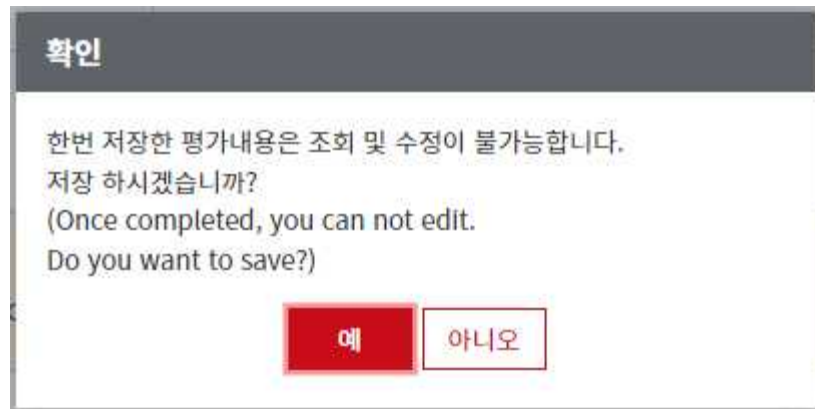 확인
한번 저장한 평가내용은 조회 및 수정이 불가능합니다.
저장 하시겠습니까?
(Once completed, you can not edit.
Do you want to save?)
예 아니오